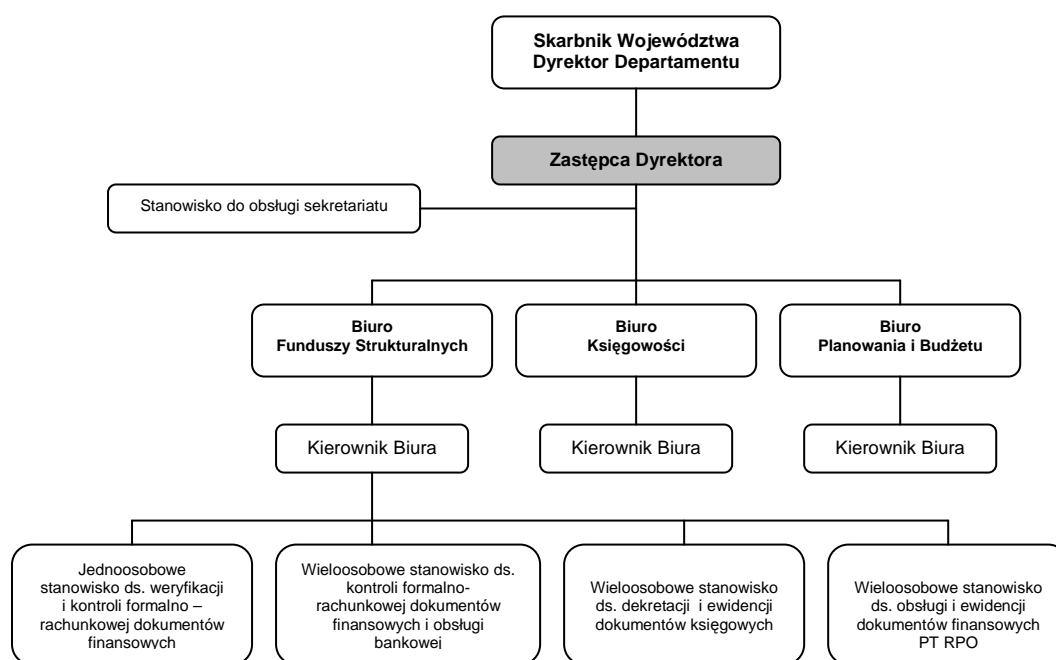 Skarbnik Województwa
Dyrektor Departamentu
Zastępca Dyrektora
Stanowisko do obsługi sekretariatu
Biuro
Funduszy Strukturalnych
Biuro
Księgowości
Biuro
Planowania i Budżetu
Kierownik Biura
Kierownik Biura
Kierownik Biura
Jednoosobowe
stanowisko ds. weryfikacji
i kontroli formalno –
rachunkowej dokumentów
finansowych
Wieloosobowe stanowisko ds.
kontroli formalno-
rachunkowej dokumentów
finansowych i obsługi
bankowej
Wieloosobowe stanowisko
ds. dekretacji i ewidencji
dokumentów księgowych
Wieloosobowe stanowisko
ds. obsługi i ewidencji
dokumentów finansowych
PT RPO